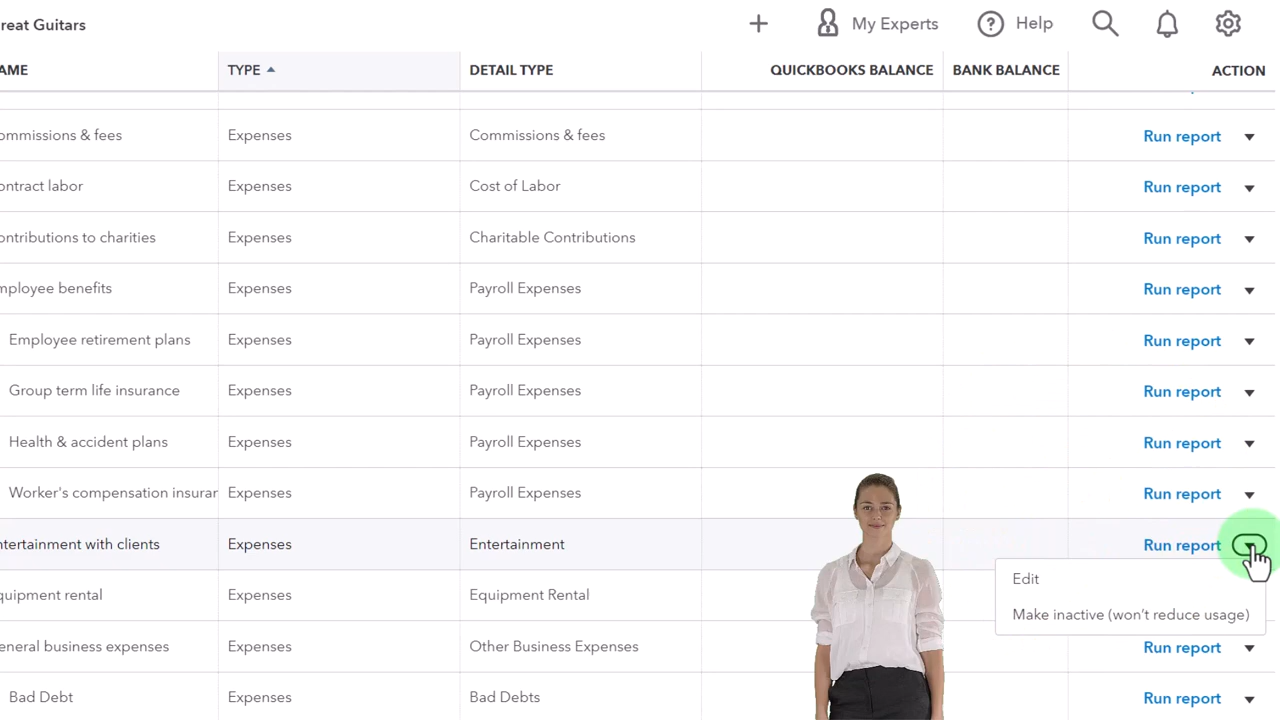 reat Guitars
My Experts
Help
AME TYPE DETAIL TYPE QUICKBOOKS BALANCE BANK BALANCE ACTION
ommissions & fees Expenses Commissions & fees Run report
ontract labor Expenses Cost of Labor Run report
ontributions to charities Expenses Charitable Contributions Run report
mployee benefits Expenses Payroll Expenses Run report
Employee retirement plans Expenses Payroll Expenses Run report
Group term life insurance Expenses Payroll Expenses Run report
Health & accident plans Expenses Payroll Expenses Run report
Worker's compensation insurar Expenses Payroll Expenses Run report
ntertainment with clients Expenses Entertainment Run report
Edit
quipment rental Expenses Equipment Rental
Make inactive (won't reduce usage)
eneral business expenses Expenses Other Business Expenses Run report
Bad Debt Expenses Bad Debts Run report